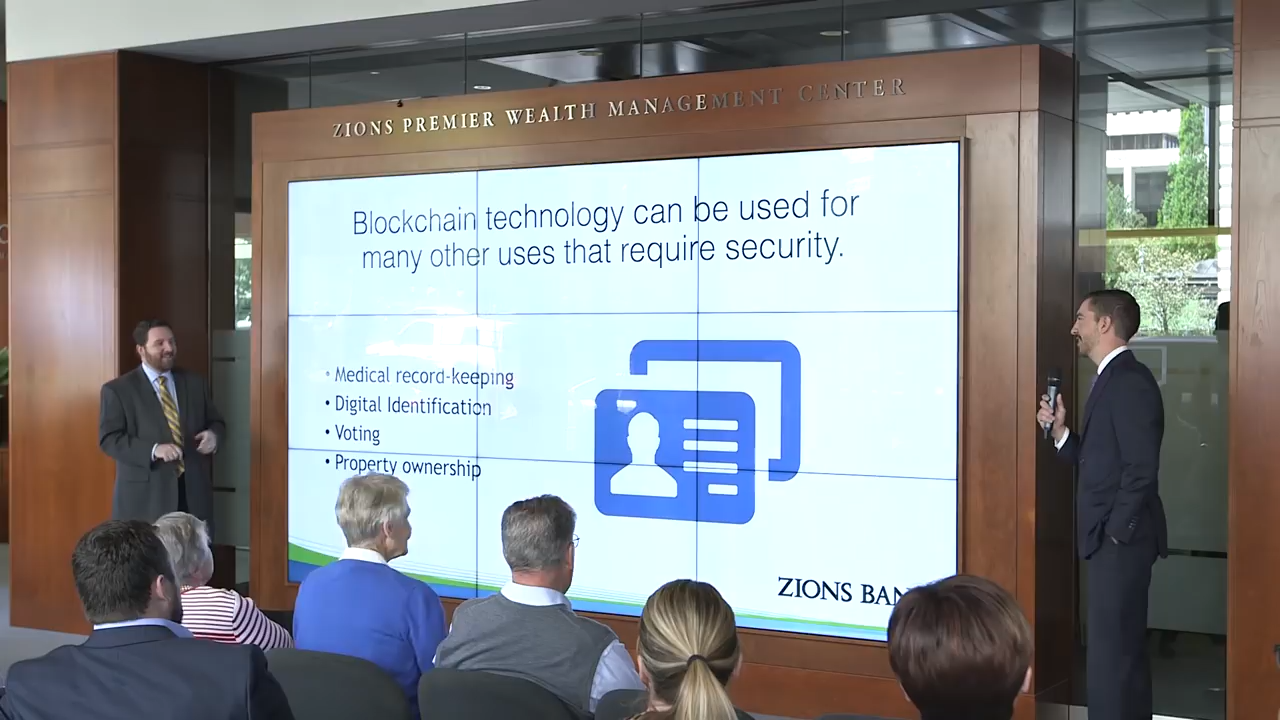 ZIONS PREMIER WEALTH MANAGEMENT CENTER
Blockchain technology can be used for
many other uses that require security.
• Medical record-keeping
• Digital Identification
• Voting
• Property ownership
ZIONS BAN